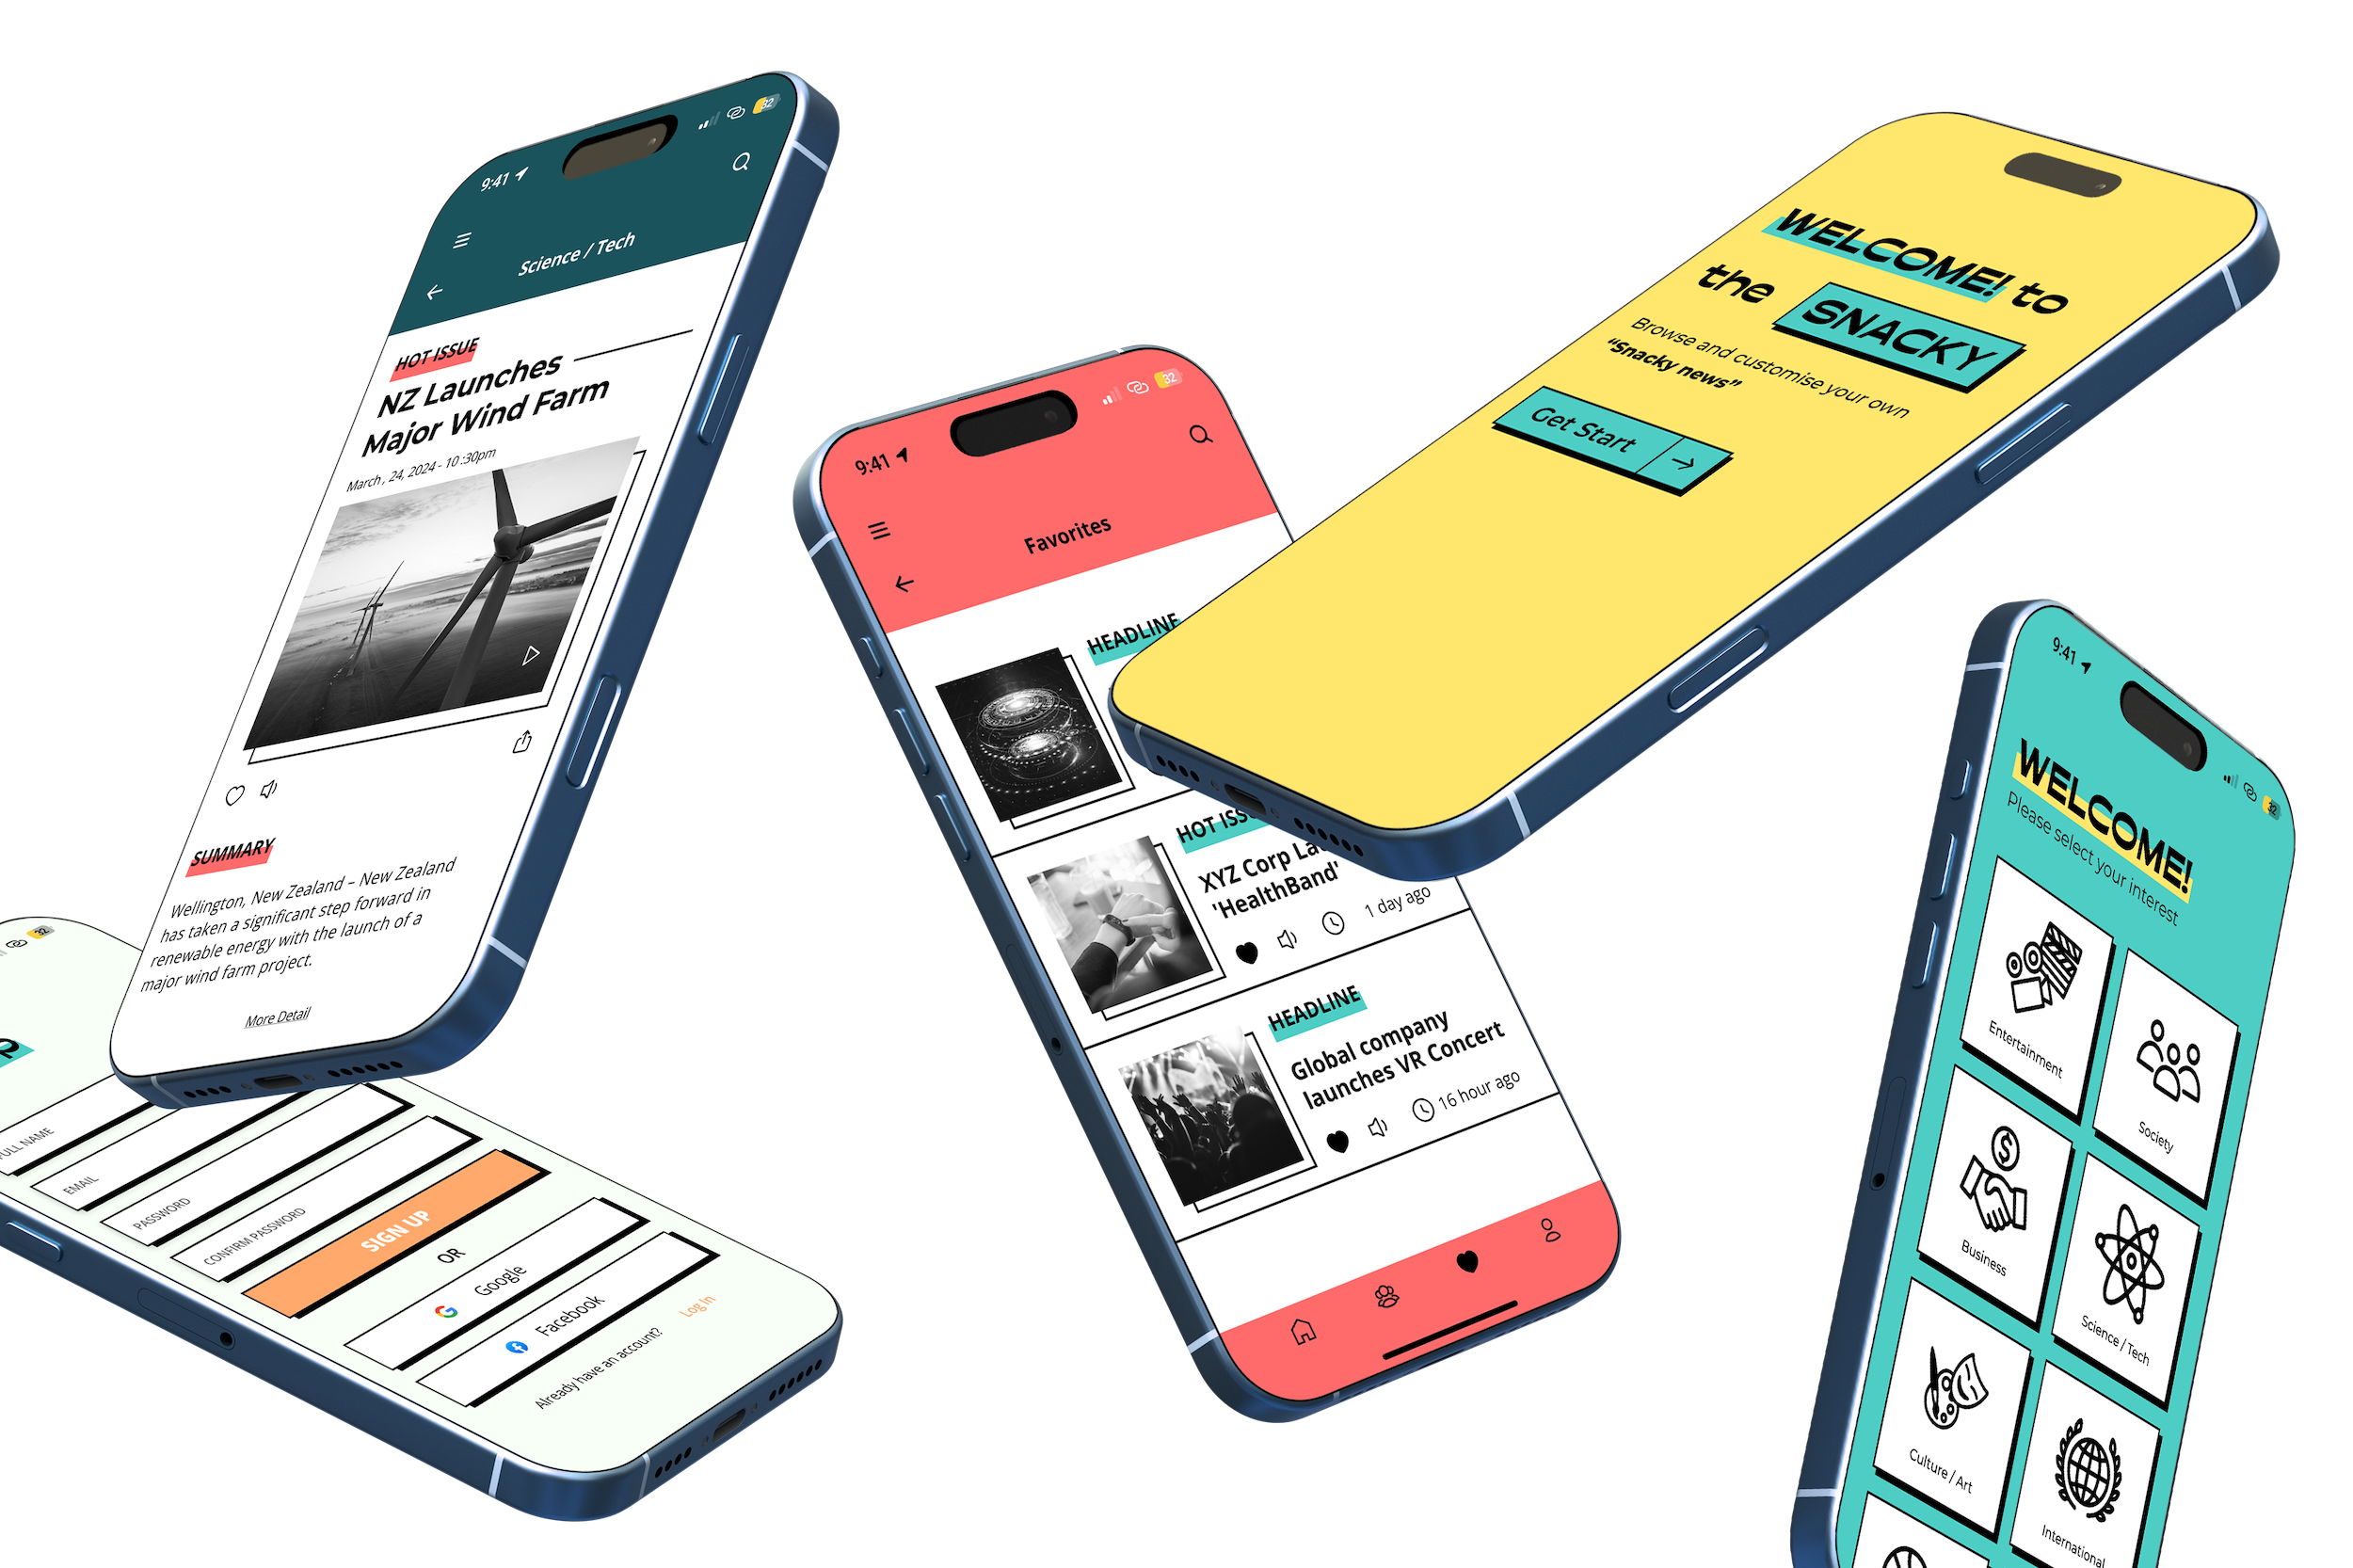 9:41
32
Science / Tech
HOT ISSUE
NZ Launches
Major Wind Farm
March , 24, 2024 - 10 :30pm
SUMMARY
Wellington, New Zealand – New Zealand
has taken a significant step forward in
renewable energy with the launch of a
major wind farm project.
More Detail
32
FULL NAME
EMAIL
PASSWORD
CONFIRM PASSWORD
SIGN UP
OR
Google
Facebook
Already have an account? Log in
9:41
32
Favorites
HEADLINE
HOT ISSU
XYZ Corp La
'HealthBand'
1 day ago
HEADLINE
Global company
launches VR Concert
16 hour ago
WELCOME! to
the SNACKY
Browse and customise your own
“Snacky news”
Get Start
9:41
32
WELCOME!
Please select your interest
Entertainment
Society
Business
Science / Tech
Culture / Art
International